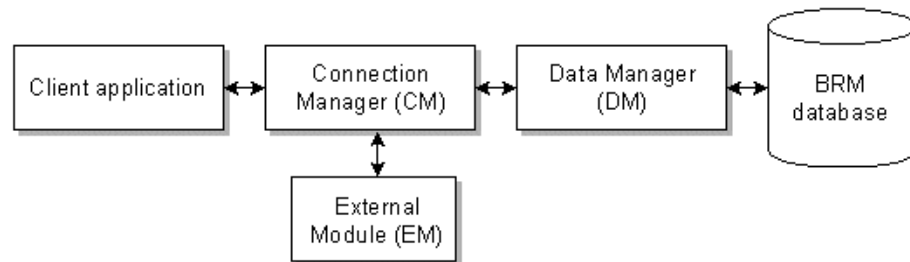 Client application
Connection
Manager (CM)
Data Manager
(DM)
BRM
database
External
Module (EM)